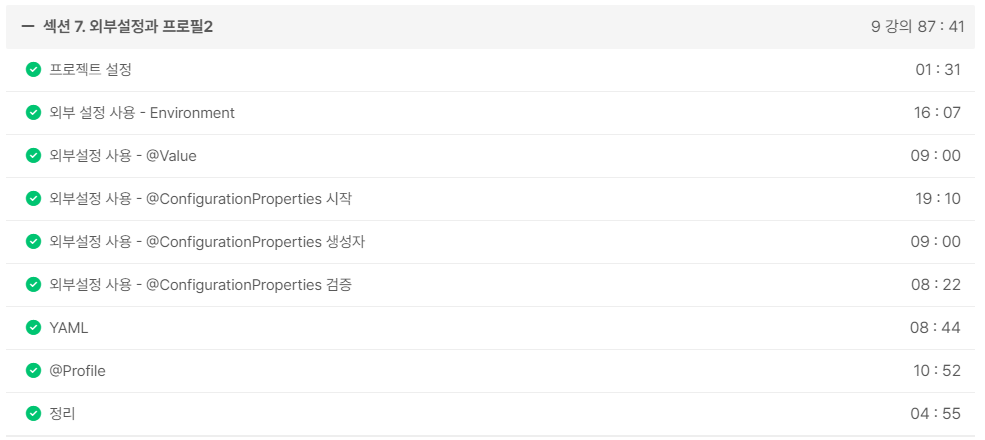 섹션 7. 외부설정과 프로필2 9 강의 87 : 41
프로젝트 설정 01 : 31
외부 설정 사용 - Environment 16 : 07
외부설정 사용 - @Value 09 : 00
외부설정 사용 - @ConfigurationProperties 시작 19 : 10
외부설정 사용 - @ConfigurationProperties 생성자 09 : 00
외부설정 사용 - @ConfigurationProperties 검증 08 : 22
YAML 08 : 44
@Profile 10 : 52
정리 04 : 55